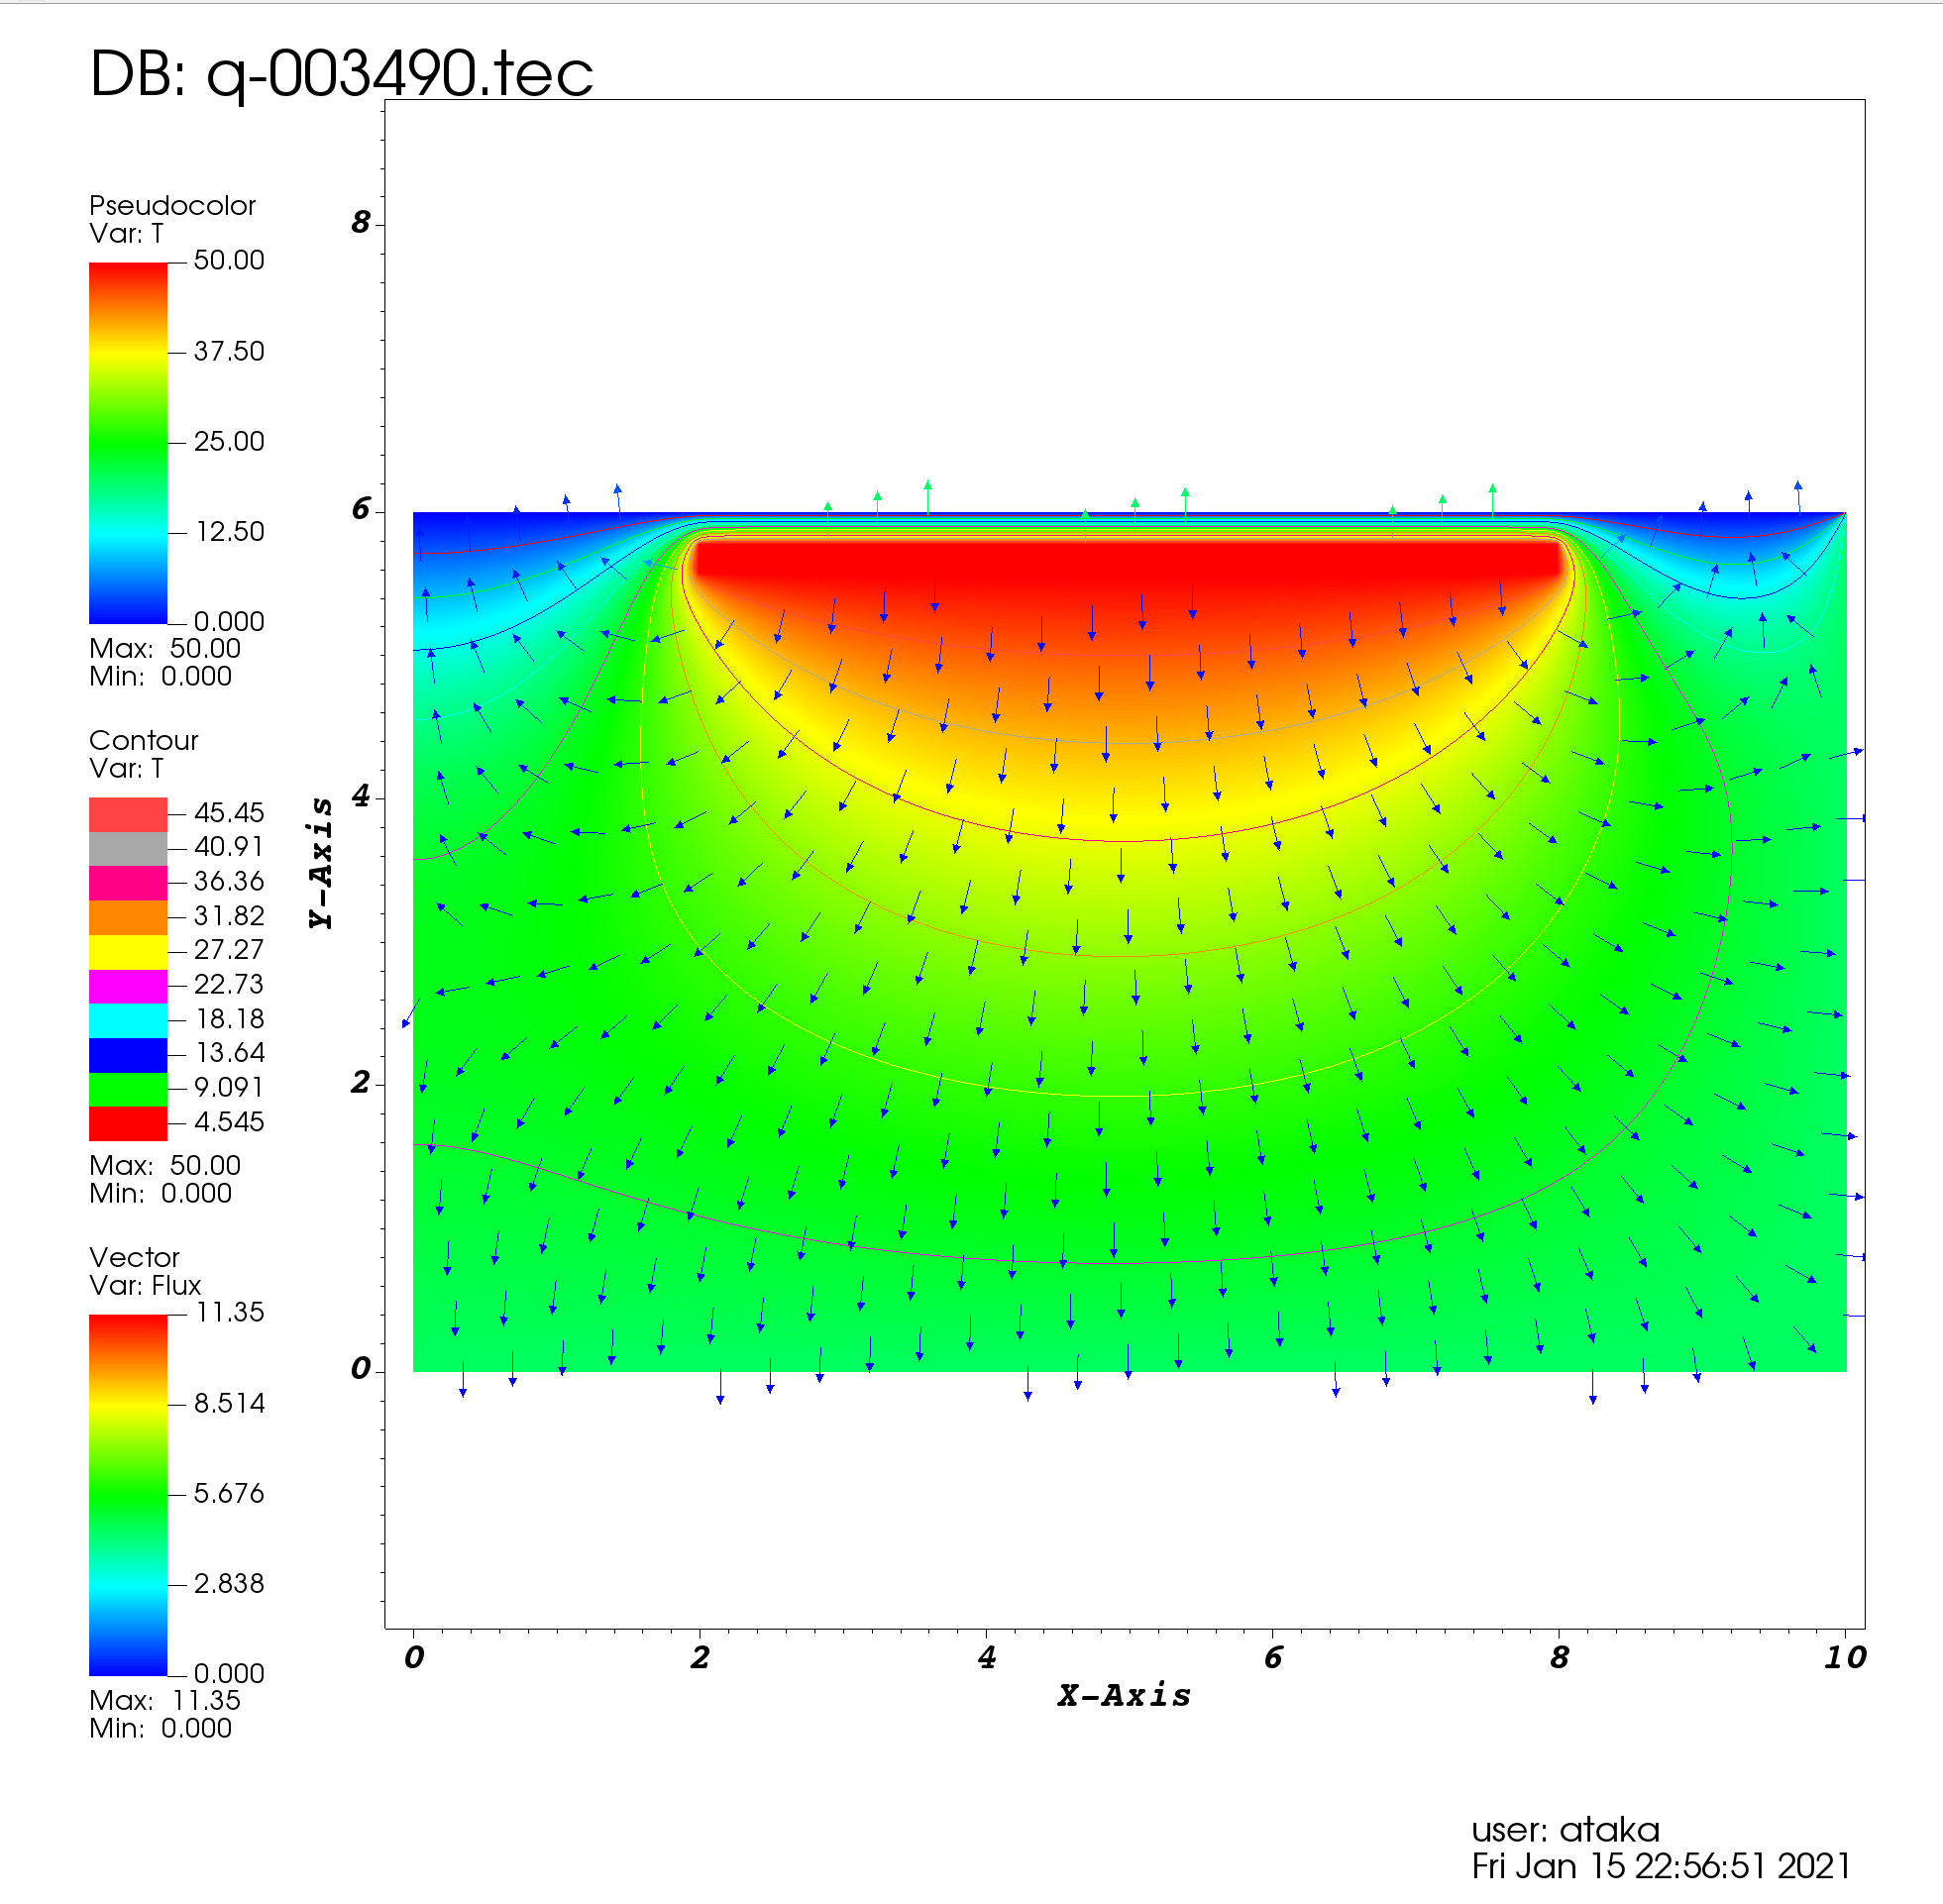 DB: q-003490.tec
Pseudocolor
Var: T
50.00
37.50
25.00
12.50
0.000
Max: 50.00
Min: 0.000
Contour
Var: T
45.45
40.91
36.36
31.82
27.27
22.73
18.18
13.64
9.091
4.545
Max: 50.00
Min: 0.000
Vector
Var: Flux
11.35
8.514
5.676
2.838
0.000
Max: 11.35
Min: 0.000
Y-Axis
8
6
4
2
0
0 2 4 6 8 10
X-Axis
user: ataka
Fri Jan 15 22:56:51 2021